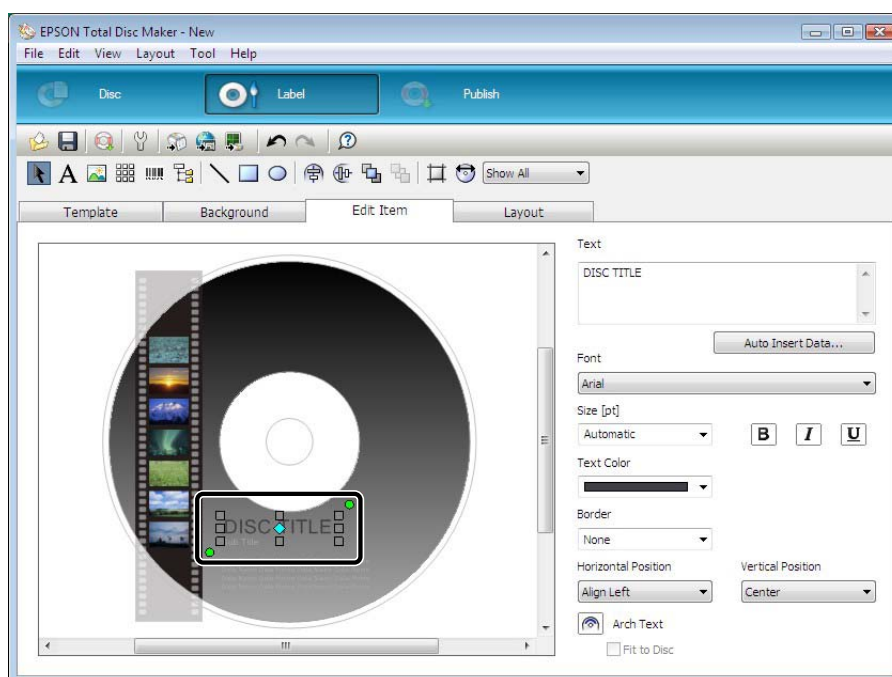 EPSON Total Disc Maker - New
File Edit View Layout Tool Help
Disc Label Publish
A Show All
Template Background Edit Item Layout
Text
DISC TITLE
Auto Insert Data...
Font
Arial
Size [pt]
Automatic B I U
Text Color
Border
None
Horizontal Position Vertical Position
Align Left Center
Arch Text
Fit to Disc
DISC TITLE
Sub Title